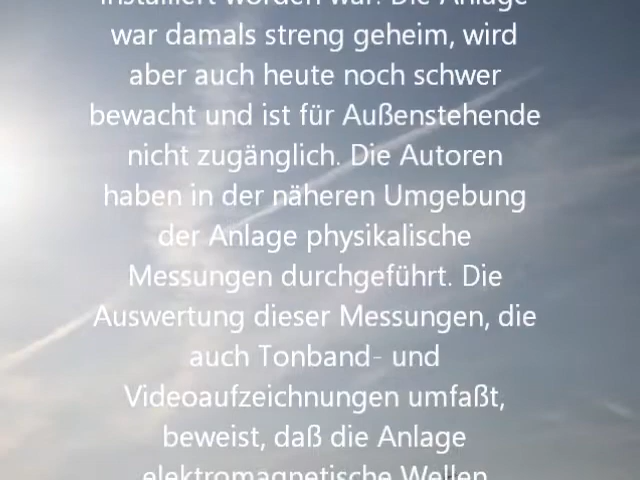 installiert worden war. Die Anlage
war damals streng geheim, wird
aber auch heute noch schwer
bewacht und ist für Außenstehende
nicht zugänglich. Die Autoren
haben in der näheren Umgebung
der Anlage physikalische
Messungen durchgeführt. Die
Auswertung dieser Messungen, die
auch Tonband- und
Videoaufzeichnungen umfaßt,
beweist, daß die Anlage
elektromagnetische Wellen